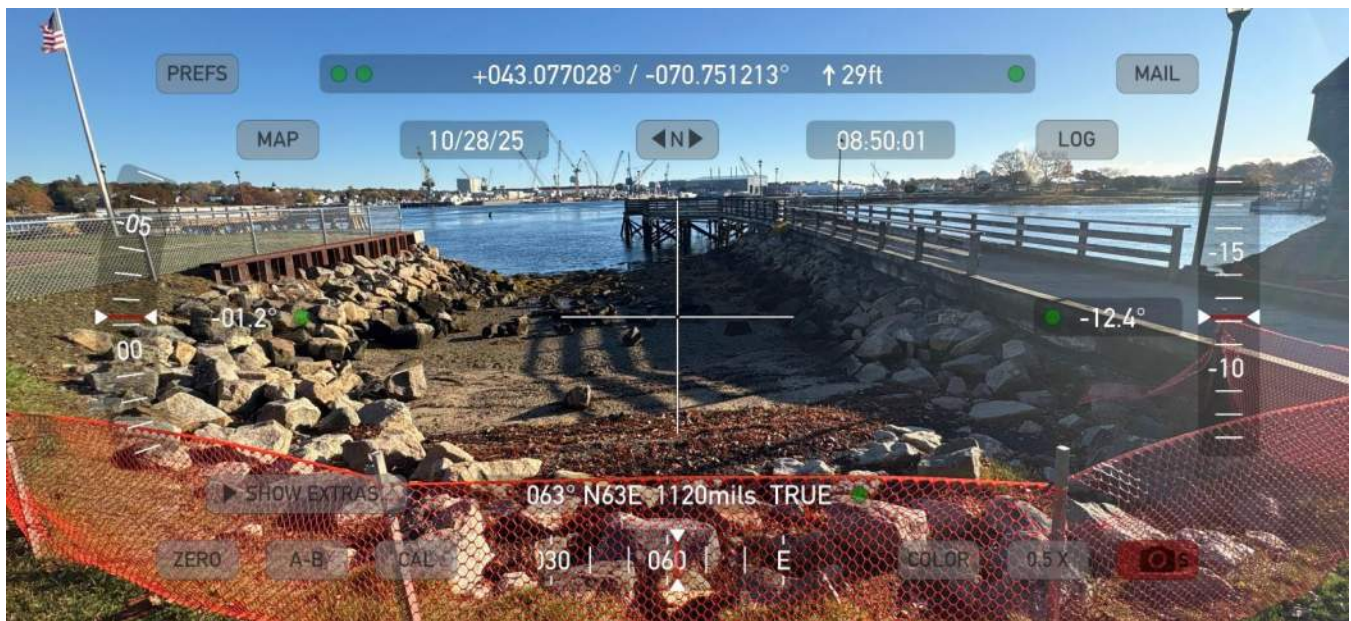 PREFS +043.077028° / -070.751213° ↑ 29ft MAIL
MAP 10/28/25 ◀N▶ 08:50:01 LOG
-05
-15
-01.2° -12.4°
00
-10
▶ SHOW EXTRAS 063° N63E 1120mils TRUE
ZERO A-B CAL 030 060 E COLOR 0.5 X S